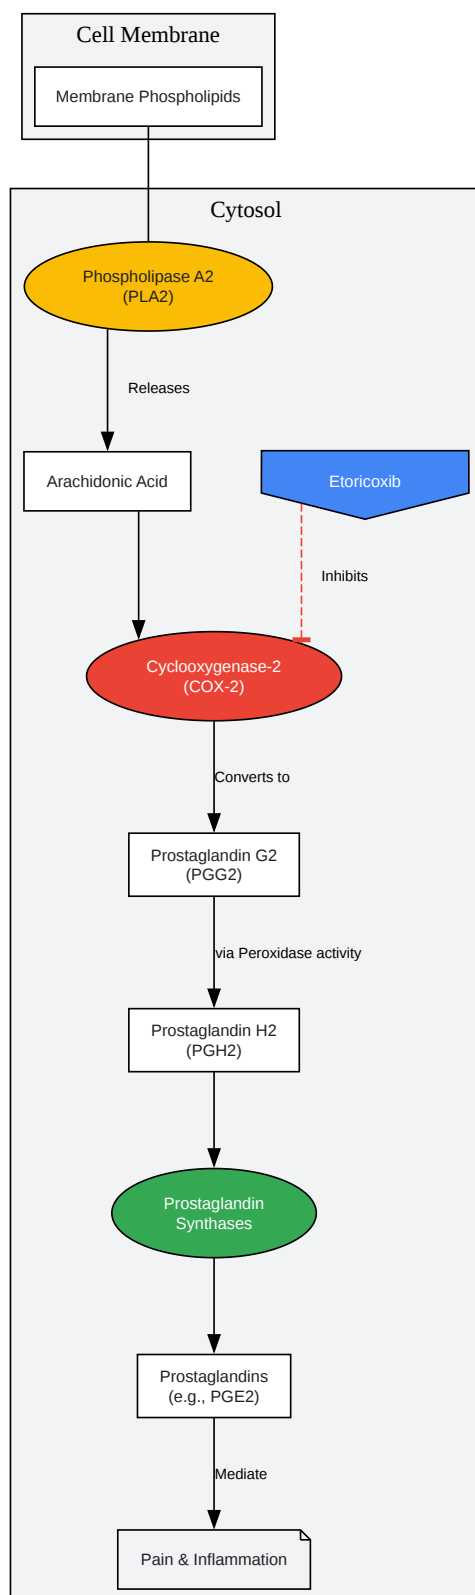 Cell Membrane
Membrane Phospholipids
Cytosol
Phospholipase A2
(PLA2)
Releases
Arachidonic Acid
Etoricoxib
Inhibits
Cyclooxygenase-2
(COX-2)
Converts to
Prostaglandin G2
(PGG2)
via Peroxidase activity
Prostaglandin H2
(PGH2)
Prostaglandin
Synthases
Prostaglandins
(e.g., PGE2)
Mediate
Pain & Inflammation